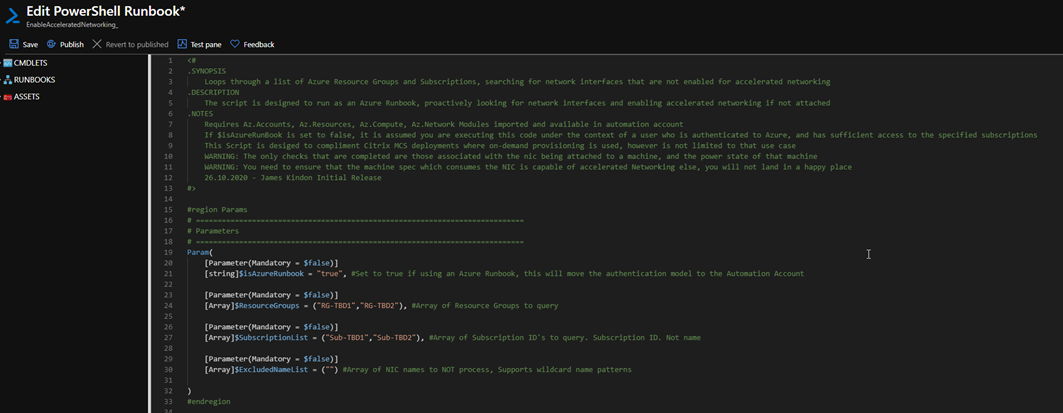 Edit PowerShell Runbook*
EnableAcceleratedNetworking_
Save Publish Revert to published Test pane Feedback
CMDLETS
RUNBOOKS
ASSETS
1 <#
2 .SYNOPSIS
3 Loops through a list of Azure Resource Groups and Subscriptions, searching for network interfaces that are not enabled for accelerated networking
4 .DESCRIPTION
5 The script is designed to run as an Azure Runbook, proactively looking for network interfaces and enabling accelerated networking if not attached
6 .NOTES
7 Requires Az.Accounts, Az.Resources, Az.Compute, Az.Network Modules imported and available in automation account
8 If $isAzureRunBook is set to false, it is assumed you are executing this code under the context of a user who is authenticated to Azure, and has sufficient access to the specified subscriptions
9 This Script is desiged to compliment Citrix MCS deployments where on-demand provisioning is used, however is not limited to that use case
10 WARNING: The only checks that are completed are those associated with the nic being attached to a machine, and the power state of that machine
11 WARNING: You need to ensure that the machine spec which consumes the NIC is capable of accelerated Networking else, you will not land in a happy place
12 26.10.2020 - James Kindon Initial Release
13 #>
14
15 #region Params
16 # ============================================================================
17 # Parameters
18 # ============================================================================
19 Param(
20 [Parameter(Mandatory = $false)]
21 [string]$isAzureRunbook = "true", #Set to true if using an Azure Runbook, this will move the authentication model to the Automation Account
22
23 [Parameter(Mandatory = $false)]
24 [Array]$ResourceGroups = ("RG-TBD1","RG-TBD2"), #Array of Resource Groups to query
25
26 [Parameter(Mandatory = $false)]
27 [Array]$SubscriptionList = ("Sub-TBD1","Sub-TBD2"), #Array of Subscription ID's to query. Subscription ID. Not name
28
29 [Parameter(Mandatory = $false)]
30 [Array]$ExcludedNameList = ("") #Array of NIC names to NOT process, Supports wildcard name patterns
31
32 )
33 #endregion
34